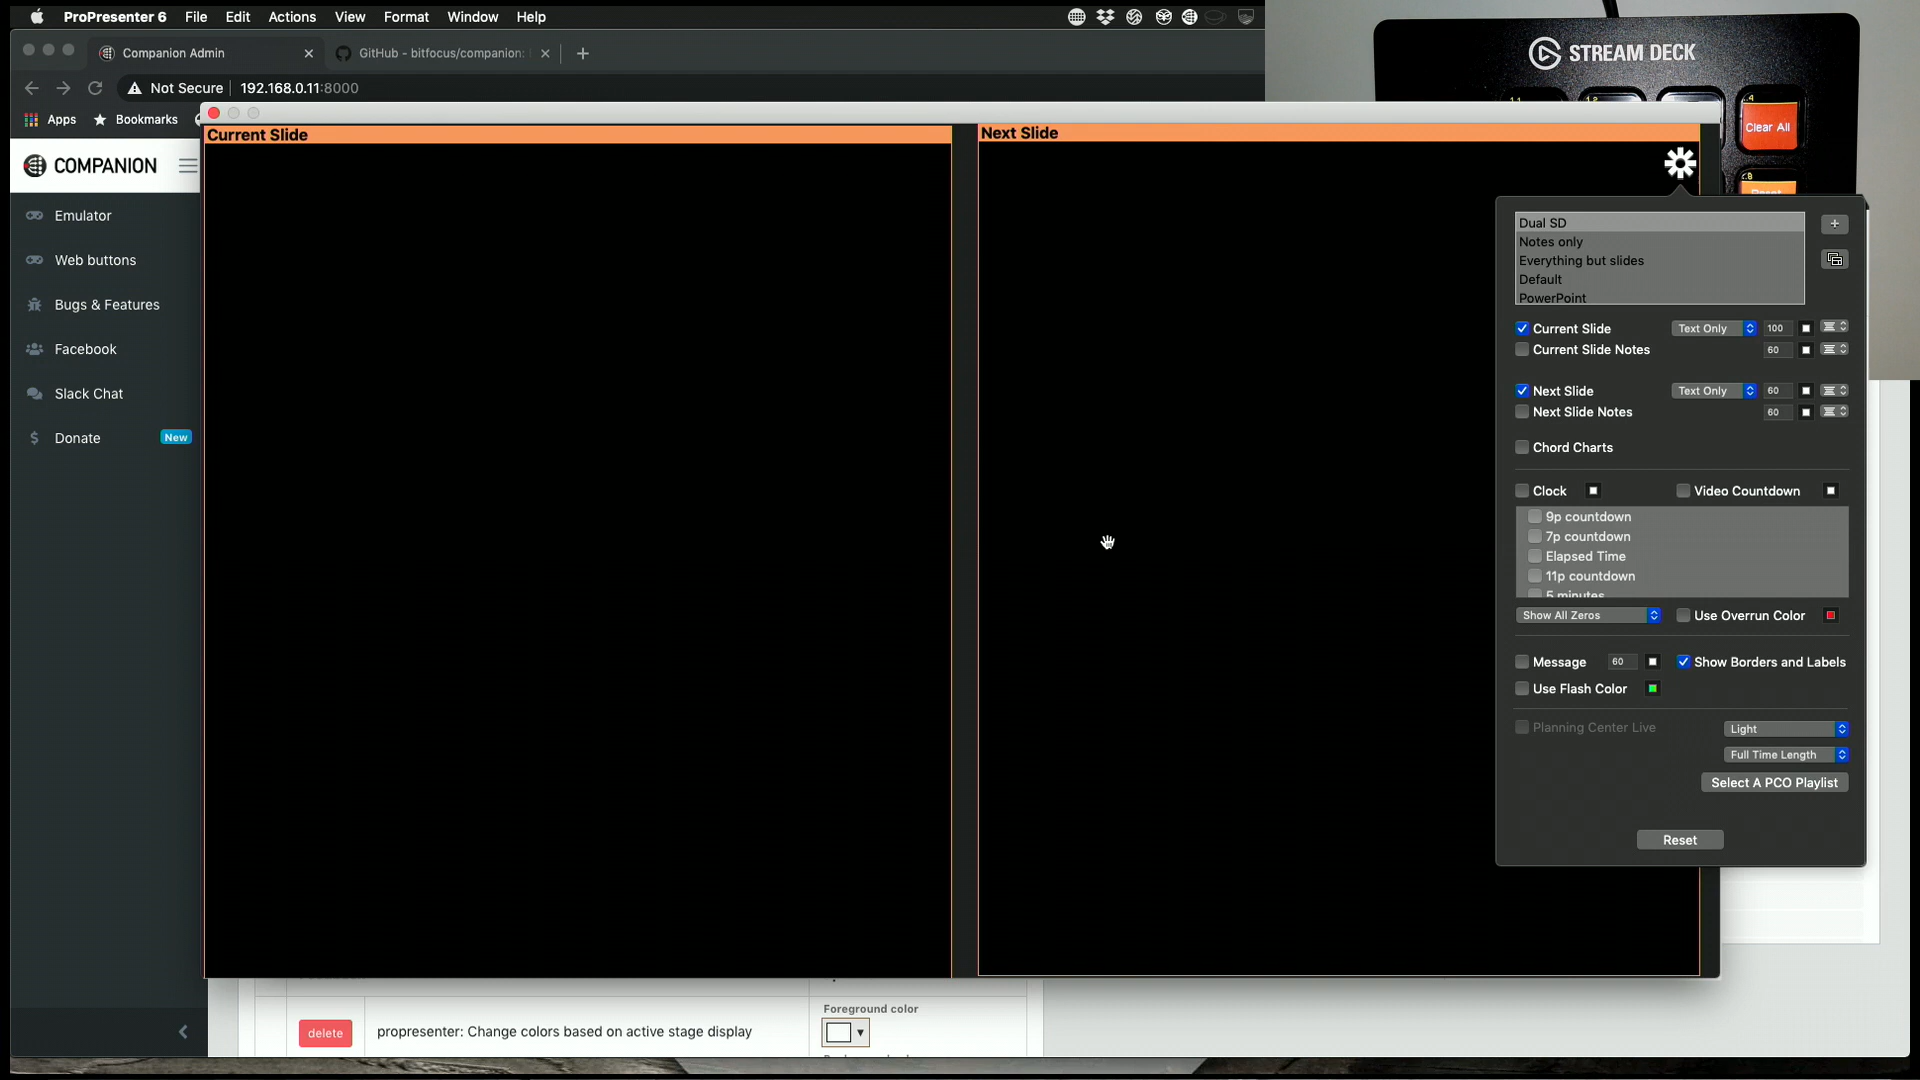 ProPresenter 6 File Edit Actions View Format Window Help
Companion Admin
GitHub - bitfocus/companion:
Not Secure 192.168.0.11:8000
Apps
Bookmarks
COMPANION
Emulator
Web buttons
Bugs & Features
Facebook
Slack Chat
Donate
New
Current Slide
Next Slide
STREAM DECK
Clear All
Dual SD
Notes only
Everything but slides
Default
PowerPoint
Current Slide Text Only 100
Current Slide Notes 60
Next Slide Text Only 60
Next Slide Notes 60
Chord Charts
Clock Video Countdown
9p countdown
7p countdown
Elapsed Time
11p countdown
5 minutes
Show All Zeros Use Overrun Color
Message 60 Show Borders and Labels
Use Flash Color
Planning Center Live Light
Full Time Length
Select A PCO Playlist
Reset
Foreground color
delete propresenter: Change colors based on active stage display